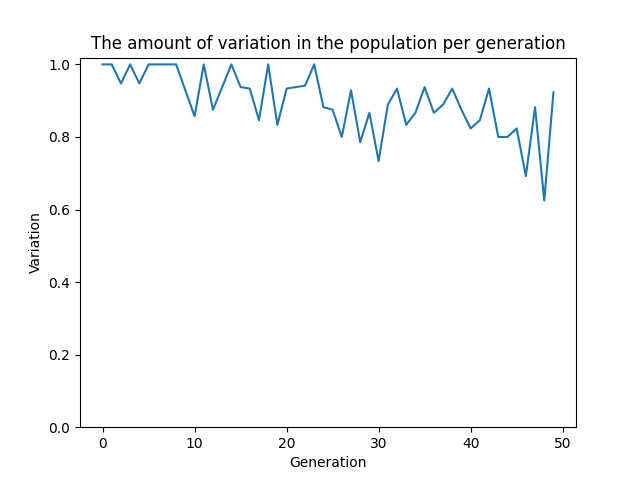 The amount of variation in the population per generation
1.0
0.8
0.6
0.4
0.2
0.0
Variation
0 10 20 30 40 50
Generation